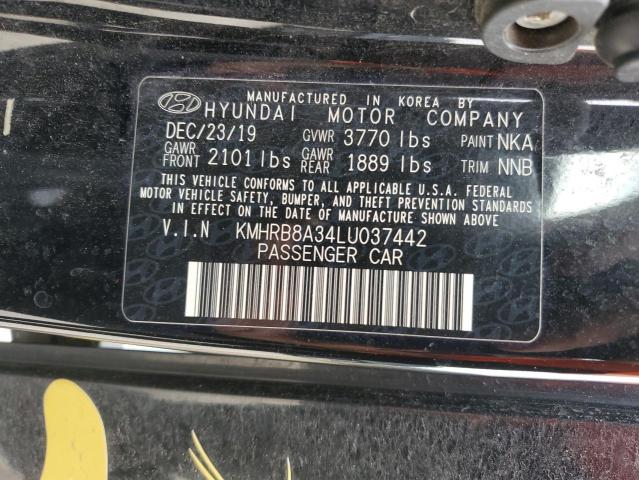 MANUFACTURED IN KOREA BY
HYUNDAI MOTOR COMPANY
DEC/23/19 GVWR 3770 lbs PAINT NKA
GAWR FRONT 2101 lbs GAWR REAR 1889 lbs TRIM NNB
THIS VEHICLE CONFORMS TO ALL APPLICABLE U.S.A. FEDERAL
MOTOR VEHICLE SAFETY, BUMPER, AND THEFT PREVENTION STANDARDS
IN EFFECT ON THE DATE OF MANUFACTURE SHOWN ABOVE
V.I.N KMHRB8A34LU037442
PASSENGER CAR